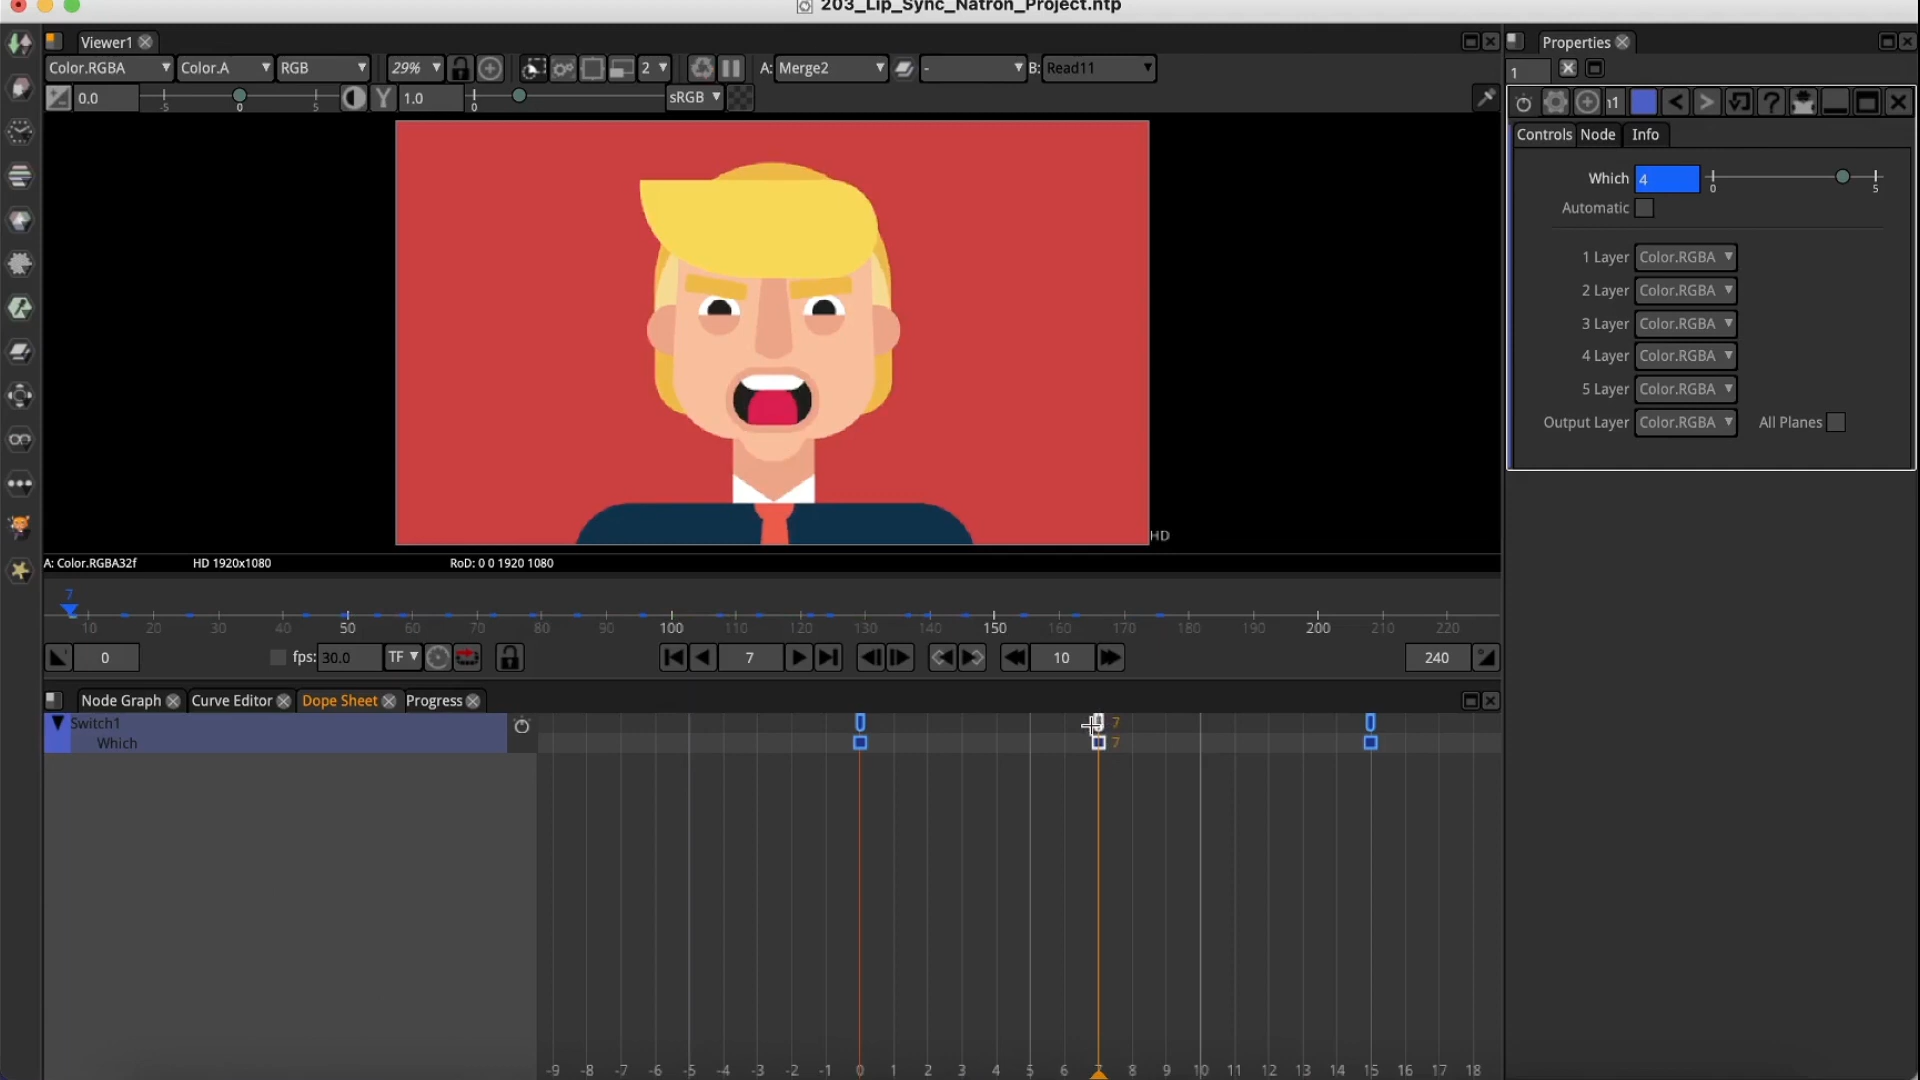 203_Lip_Sync_Natron_Project.ntp
Viewer1
Properties
Color.RGBA Color.A RGB 29% 2 A: Merge2 - B: Read11
1
0.0 -5 0 5 Y 1.0 0 sRGB
Controls Node Info
Which 4 0 5
Automatic
1 Layer Color.RGBA
2 Layer Color.RGBA
3 Layer Color.RGBA
4 Layer Color.RGBA
5 Layer Color.RGBA
Output Layer Color.RGBA All Planes
HD
A: Color.RGBA32f HD 1920x1080 RoD: 0 0 1920 1080
7
10 20 30 40 50 60 70 80 90 100 110 120 130 140 150 160 170 180 190 200 210 220
0 fps: 30.0 TF 7 10 240
Node Graph Curve Editor Dope Sheet Progress
Switch1 7
Which 7
-9 -8 -7 -6 -5 -4 -3 -2 -1 0 1 2 3 4 5 6 7 8 9 10 11 12 13 14 15 16 17 18